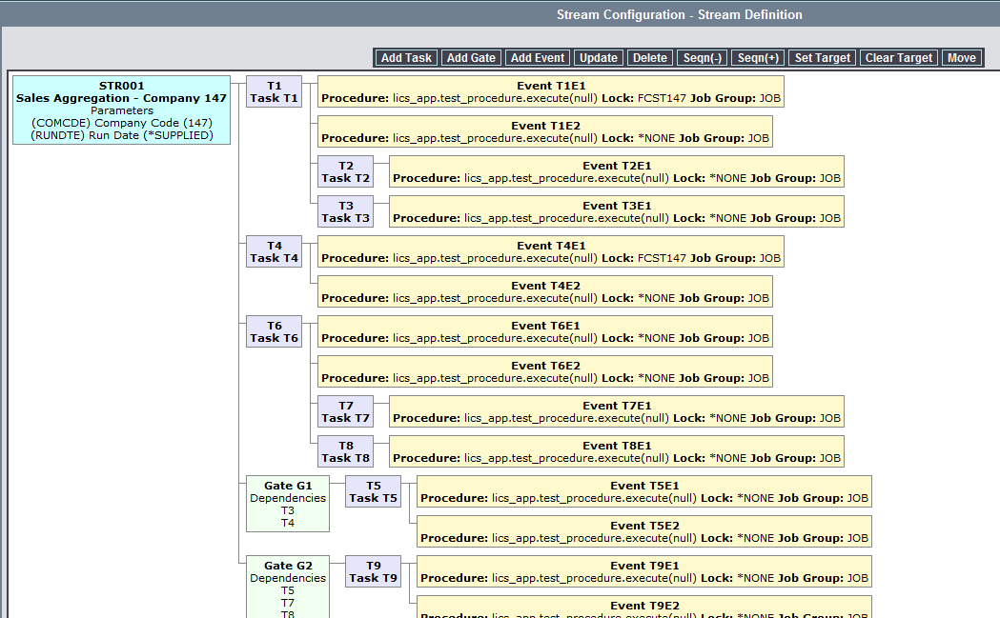 Stream Configuration - Stream Definition
Add Task Add Gate Add Event Update Delete Seqn(-) Seqn(+) Set Target Clear Target Move
STR001
Sales Aggregation - Company 147
Parameters
(COMCDE) Company Code (147)
(RUNDTE) Run Date (*SUPPLIED)
T1
Task T1
Event T1E1
Procedure: lics_app.test_procedure.execute(null) Lock: FCST147 Job Group: JOB
Event T1E2
Procedure: lics_app.test_procedure.execute(null) Lock: *NONE Job Group: JOB
T2
Task T2
Event T2E1
Procedure: lics_app.test_procedure.execute(null) Lock: *NONE Job Group: JOB
T3
Task T3
Event T3E1
Procedure: lics_app.test_procedure.execute(null) Lock: *NONE Job Group: JOB
T4
Task T4
Event T4E1
Procedure: lics_app.test_procedure.execute(null) Lock: FCST147 Job Group: JOB
Event T4E2
Procedure: lics_app.test_procedure.execute(null) Lock: *NONE Job Group: JOB
T6
Task T6
Event T6E1
Procedure: lics_app.test_procedure.execute(null) Lock: *NONE Job Group: JOB
Event T6E2
Procedure: lics_app.test_procedure.execute(null) Lock: *NONE Job Group: JOB
T7
Task T7
Event T7E1
Procedure: lics_app.test_procedure.execute(null) Lock: *NONE Job Group: JOB
T8
Task T8
Event T8E1
Procedure: lics_app.test_procedure.execute(null) Lock: *NONE Job Group: JOB
Gate G1
Dependencies
T3
T4
T5
Task T5
Event T5E1
Procedure: lics_app.test_procedure.execute(null) Lock: *NONE Job Group: JOB
Event T5E2
Procedure: lics_app.test_procedure.execute(null) Lock: *NONE Job Group: JOB
Gate G2
Dependencies
T5
T7
T8
T9
Task T9
Event T9E1
Procedure: lics_app.test_procedure.execute(null) Lock: *NONE Job Group: JOB
Event T9E2
Procedure: lics_app.test_procedure.execute(null) Lock: *NONE Job Group: JOB